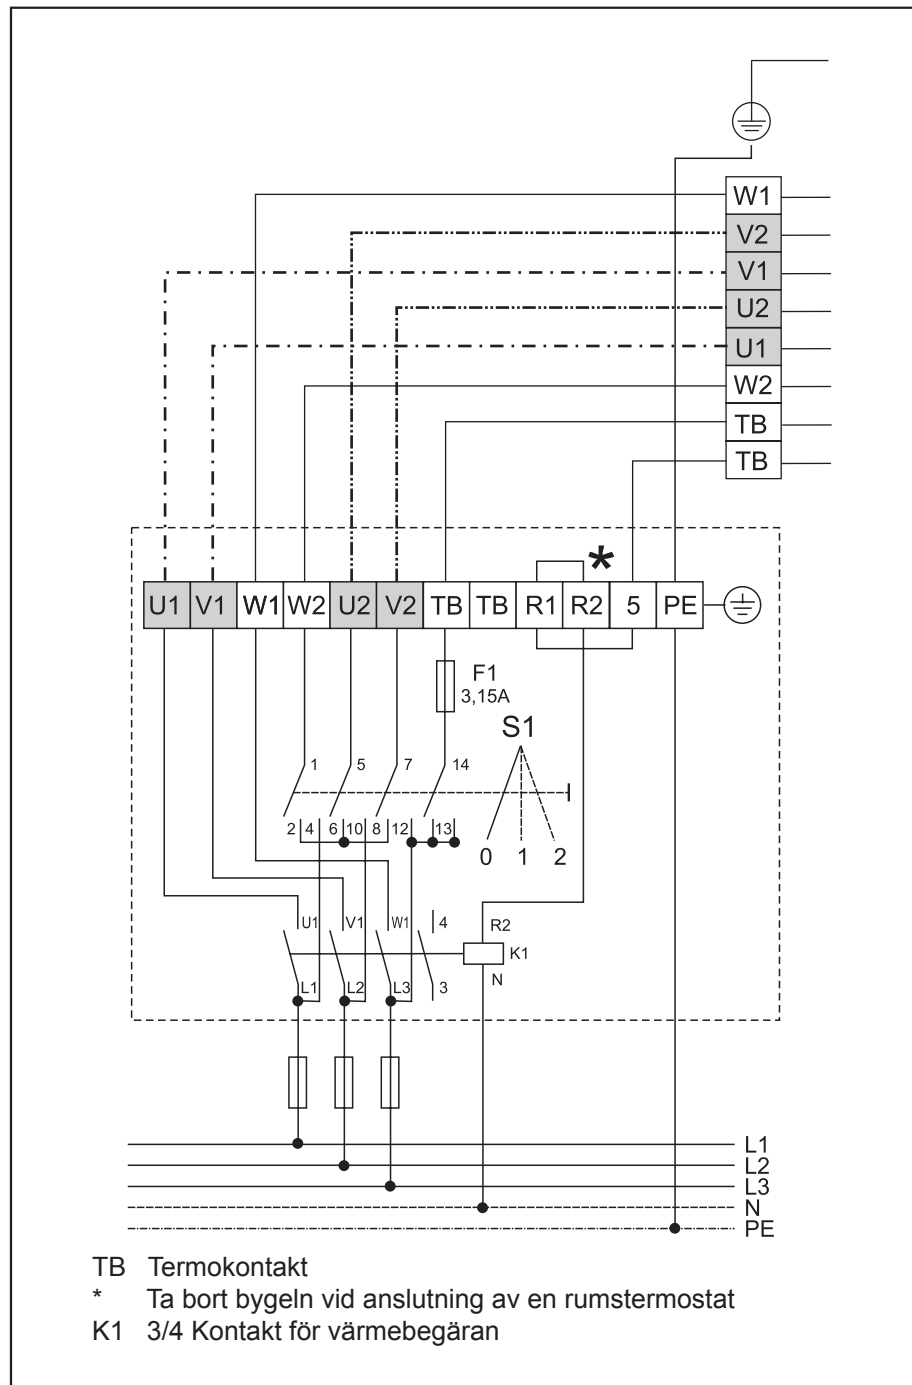 W1
V2
V1
U2
U1
W2
TB
TB
*
U1 V1 W1 W2 U2 V2 TB TB R1 R2 5 PE
F1
3,15A
S1
1 5 7 14
2 4 6 10 8 12 13
0 1 2
U1 V1 W1 4 R2
K1
L1 L2 L3 3 N
L1
L2
L3
N
PE
TB Termokontakt
* Ta bort bygeln vid anslutning av en rumstermostat
K1 3/4 Kontakt för värmebegäran